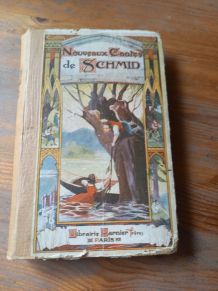 Nouveaux Contes
de SCHMID
Librairie Garnier Frères
PARIS